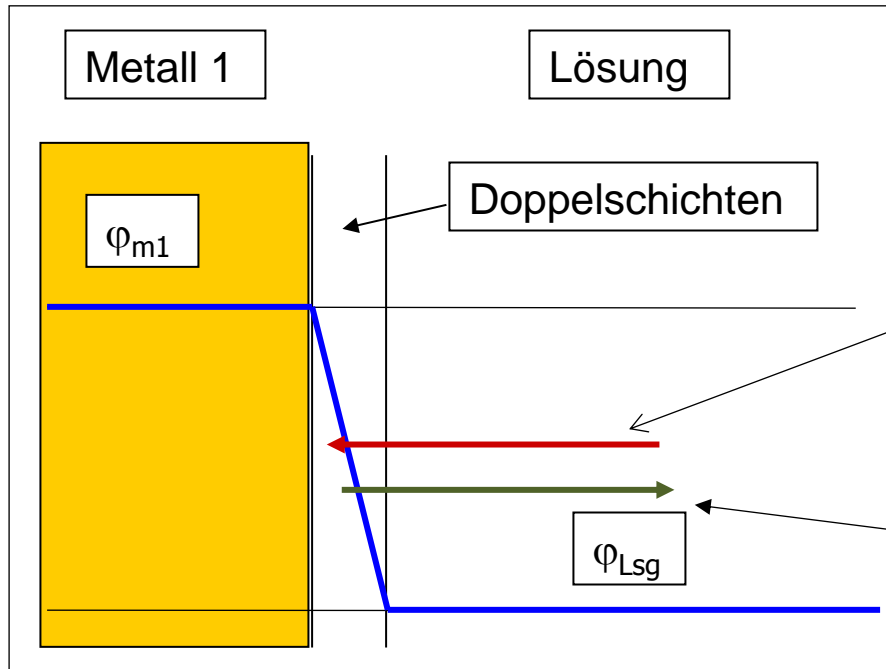 Metall 1
Lösung
Doppelschichten
φm1
φLsg